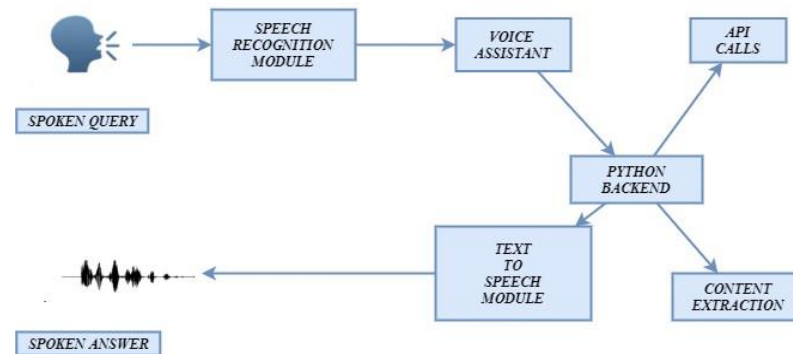 SPEECH
RECOGNITION
MODULE
VOICE
ASSISTANT
API
CALLS
SPOKEN QUERY
PYTHON
BACKEND
TEXT
TO
SPEECH
MODULE
CONTENT
EXTRACTION
SPOKEN ANSWER